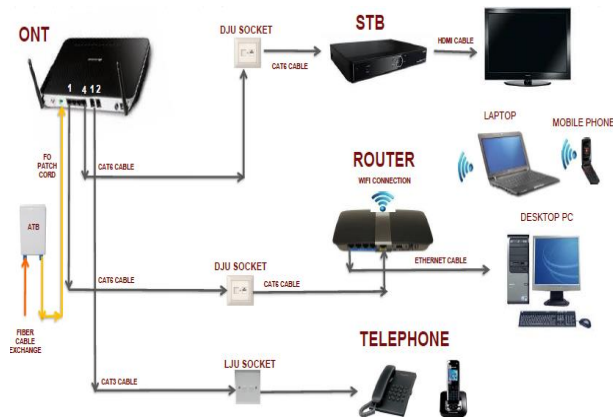 ONT
DJU SOCKET
STB
HDMI CABLE
CAT6 CABLE
1 4 1 2
LAPTOP
MOBILE PHONE
FO
PATCH
CORD
CAT6 CABLE
ROUTER
WIFI CONNECTION
DESKTOP PC
ATB
ETHERNET CABLE
DJU SOCKET
CAT6 CABLE
CAT6 CABLE
FIBER
CABLE
EXCHANGE
TELEPHONE
LJU SOCKET
CAT3 CABLE